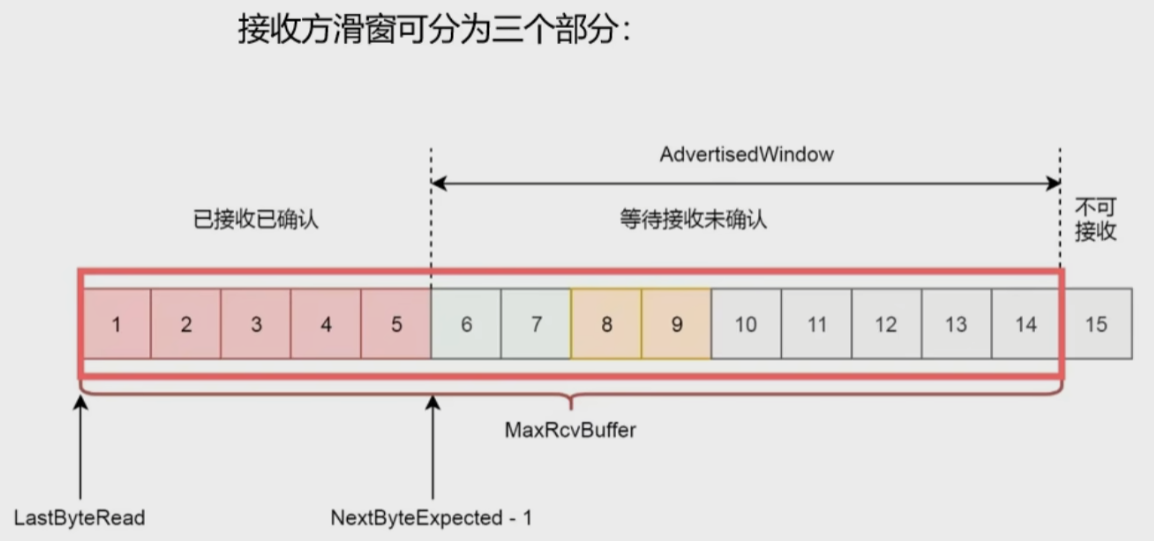 接收方滑窗可分为三个部分：
AdvertisedWindow
已接收已确认
等待接收未确认
不可
接收
1 2 3 4 5 6 7 8 9 10 11 12 13 14 15
MaxRcvBuffer
LastByteRead
NextByteExpected - 1